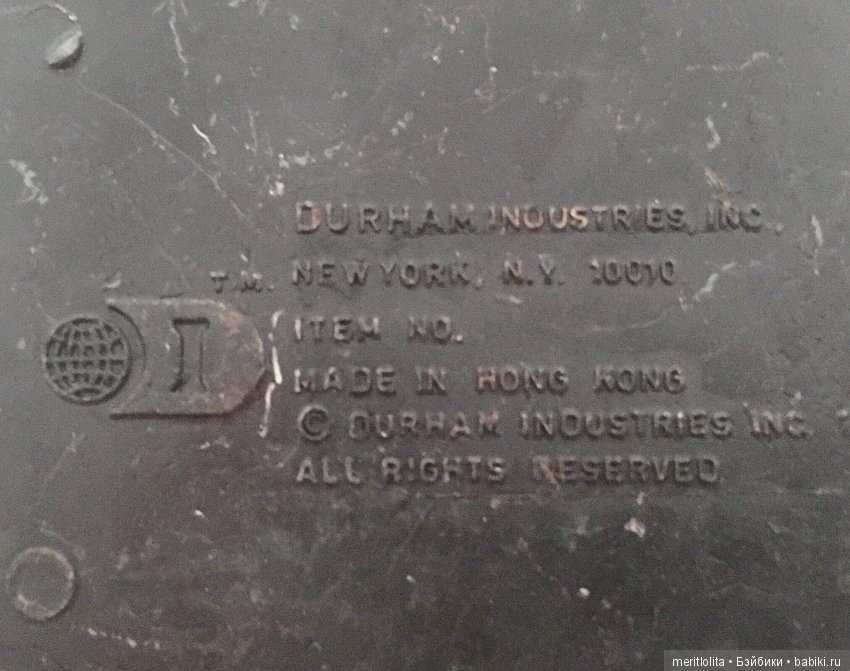 DURHAM INDUSTRIES, INC.
T.M. NEW YORK, N.Y. 10010
I
ITEM NO.
MADE IN HONG KONG
© DURHAM INDUSTRIES INC.
ALL RIGHTS RESERVED
meritlolita • Бэйбики • babiki.ru